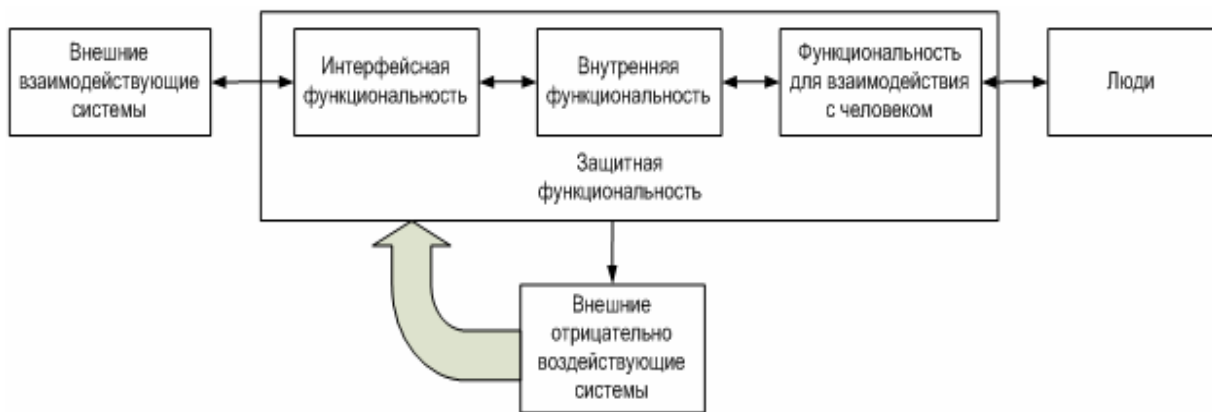 Внешние
взаимодействующие
системы
Интерфейсная
функциональность
Внутренняя
функциональность
Функциональность
для взаимодействия
с человеком
Люди
Защитная
функциональность
Внешние
отрицательно
воздействующие
системы